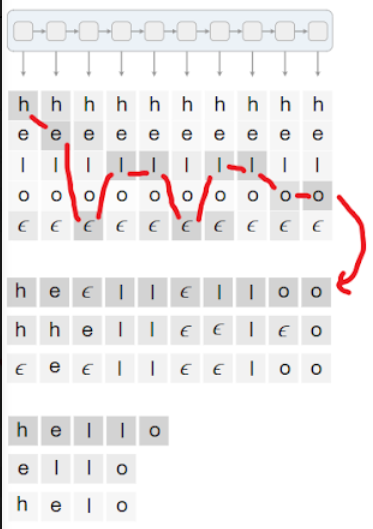 h h h h h h h h h h
e e e e e e e e e e
l l l l l l l l l l
o o o o o o o o o o
ϵ ϵ ϵ ϵ ϵ ϵ ϵ ϵ ϵ ϵ
h e ϵ l l ϵ l l o o
h h e l l ϵ ϵ l ϵ o
ϵ e ϵ l l ϵ ϵ l o o
h e l l o
e l l o
h e l o